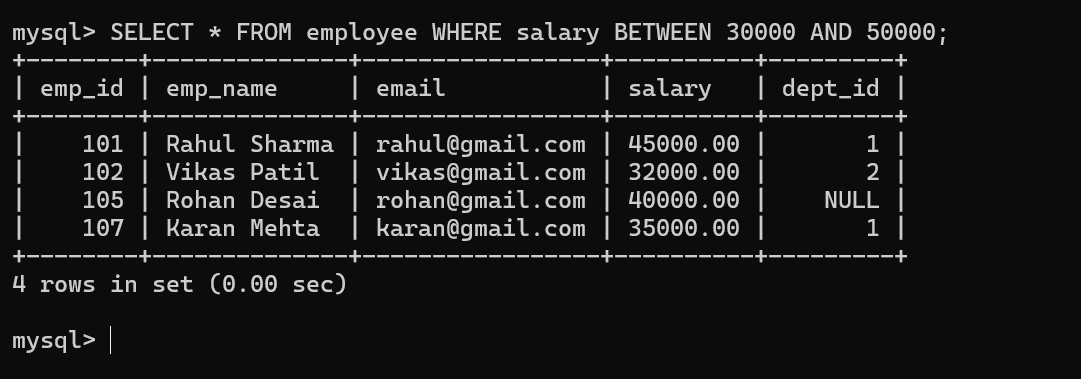 mysql> SELECT * FROM employee WHERE salary BETWEEN 30000 AND 50000;
+--------+--------------+-----------------+----------+---------+
| emp_id | emp_name     | email           | salary   | dept_id |
+--------+--------------+-----------------+----------+---------+
|    101 | Rahul Sharma | rahul@gmail.com | 45000.00 |       1 |
|    102 | Vikas Patil  | vikas@gmail.com | 32000.00 |       2 |
|    105 | Rohan Desai  | rohan@gmail.com | 40000.00 |    NULL |
|    107 | Karan Mehta  | karan@gmail.com | 35000.00 |       1 |
+--------+--------------+-----------------+----------+---------+
4 rows in set (0.00 sec)
mysql>